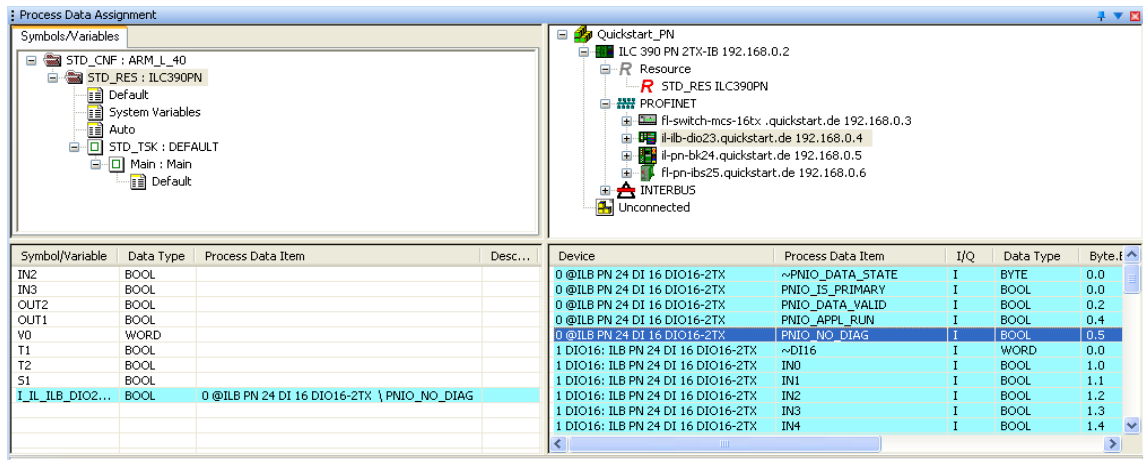 Process Data Assignment
Symbols/Variables
STD_CNF : ARM_L_40
STD_RES : ILC390PN
Default
System Variables
Auto
STD_TSK : DEFAULT
Main : Main
Default
Quickstart_PN
ILC 390 PN 2TX-IB 192.168.0.2
R Resource
R STD_RES ILC390PN
PROFINET
fl-switch-mcs-16tx .quickstart.de 192.168.0.3
il-ilb-dio23.quickstart.de 192.168.0.4
il-pn-bk24.quickstart.de 192.168.0.5
fl-pn-ibs25.quickstart.de 192.168.0.6
INTERBUS
Unconnected
Symbol/Variable Data Type Process Data Item Desc...
IN2 BOOL
IN3 BOOL
OUT2 BOOL
OUT1 BOOL
V0 WORD
T1 BOOL
T2 BOOL
S1 BOOL
I_IL_ILB_DIO2... BOOL 0 @ILB PN 24 DI 16 DIO16-2TX \ PNIO_NO_DIAG
Device Process Data Item I/Q Data Type Byte.
0 @ILB PN 24 DI 16 DIO16-2TX ~PNIO_DATA_STATE I BYTE 0.0
0 @ILB PN 24 DI 16 DIO16-2TX PNIO_IS_PRIMARY I BOOL 0.0
0 @ILB PN 24 DI 16 DIO16-2TX PNIO_DATA_VALID I BOOL 0.2
0 @ILB PN 24 DI 16 DIO16-2TX PNIO_APPL_RUN I BOOL 0.4
0 @ILB PN 24 DI 16 DIO16-2TX PNIO_NO_DIAG I BOOL 0.5
1 DIO16: ILB PN 24 DI 16 DIO16-2TX ~DI16 I WORD 0.0
1 DIO16: ILB PN 24 DI 16 DIO16-2TX IN0 I BOOL 1.0
1 DIO16: ILB PN 24 DI 16 DIO16-2TX IN1 I BOOL 1.1
1 DIO16: ILB PN 24 DI 16 DIO16-2TX IN2 I BOOL 1.2
1 DIO16: ILB PN 24 DI 16 DIO16-2TX IN3 I BOOL 1.3
1 DIO16: ILB PN 24 DI 16 DIO16-2TX IN4 I BOOL 1.4